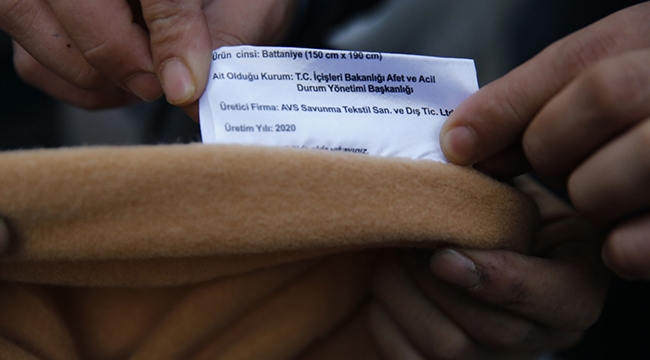 Ürün cinsi: Battaniye (150 cm x 190 cm)
Ait Olduğu Kurum: T.C. İçişleri Bakanlığı Afet ve Acil
Durum Yönetimi Başkanlığı
Üretici Firma: AVS Savunma Tekstil San. ve Dış Tic. Ltd
Üretim Yılı: 2020